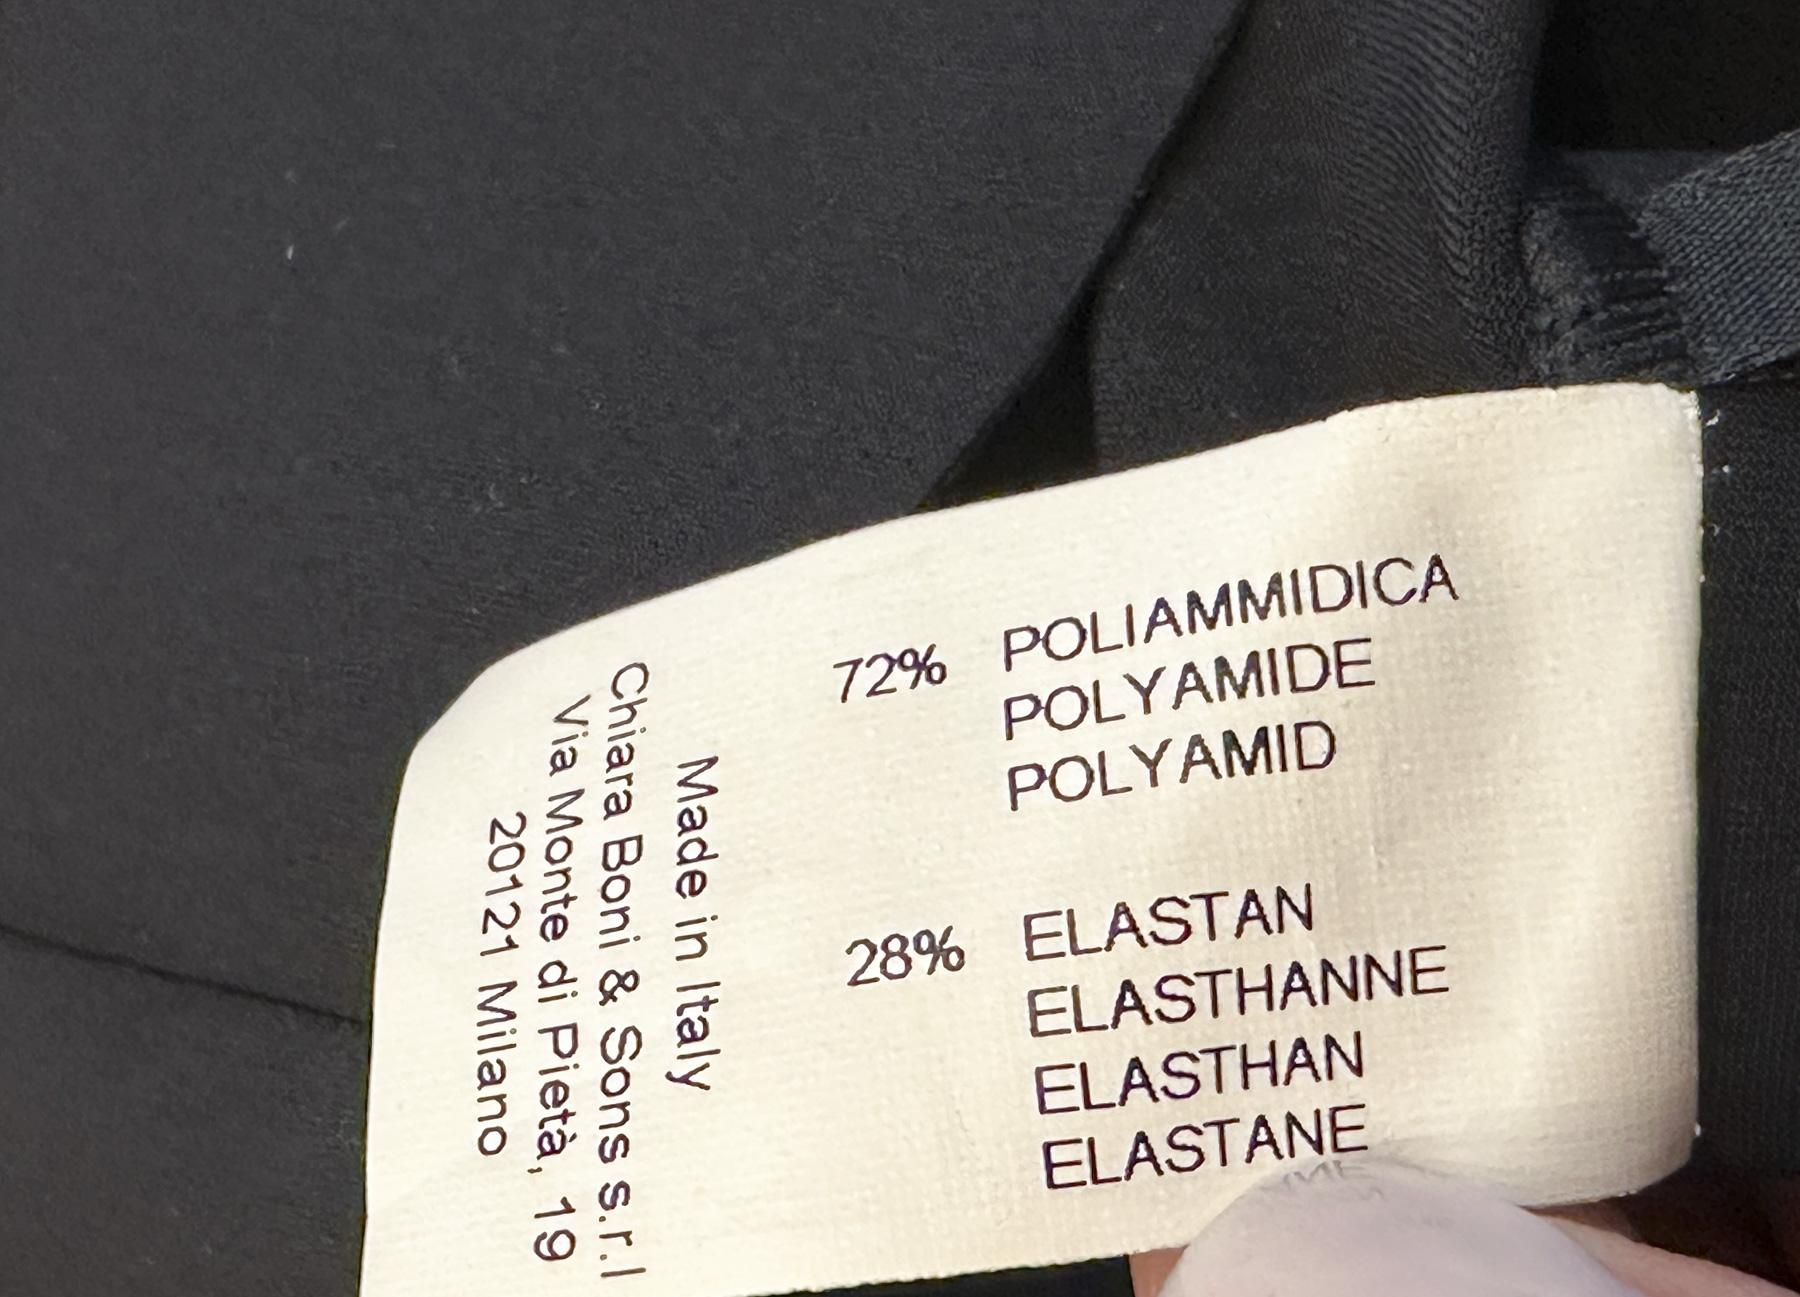 72% POLIAMMIDICA
POLYAMIDE
POLYAMID
28% ELASTAN
ELASTHANNE
ELASTHAN
ELASTANE
Made in Italy
Chiara Boni & Sons s.r.l
Via Monte di Pietà, 19
20121 Milano